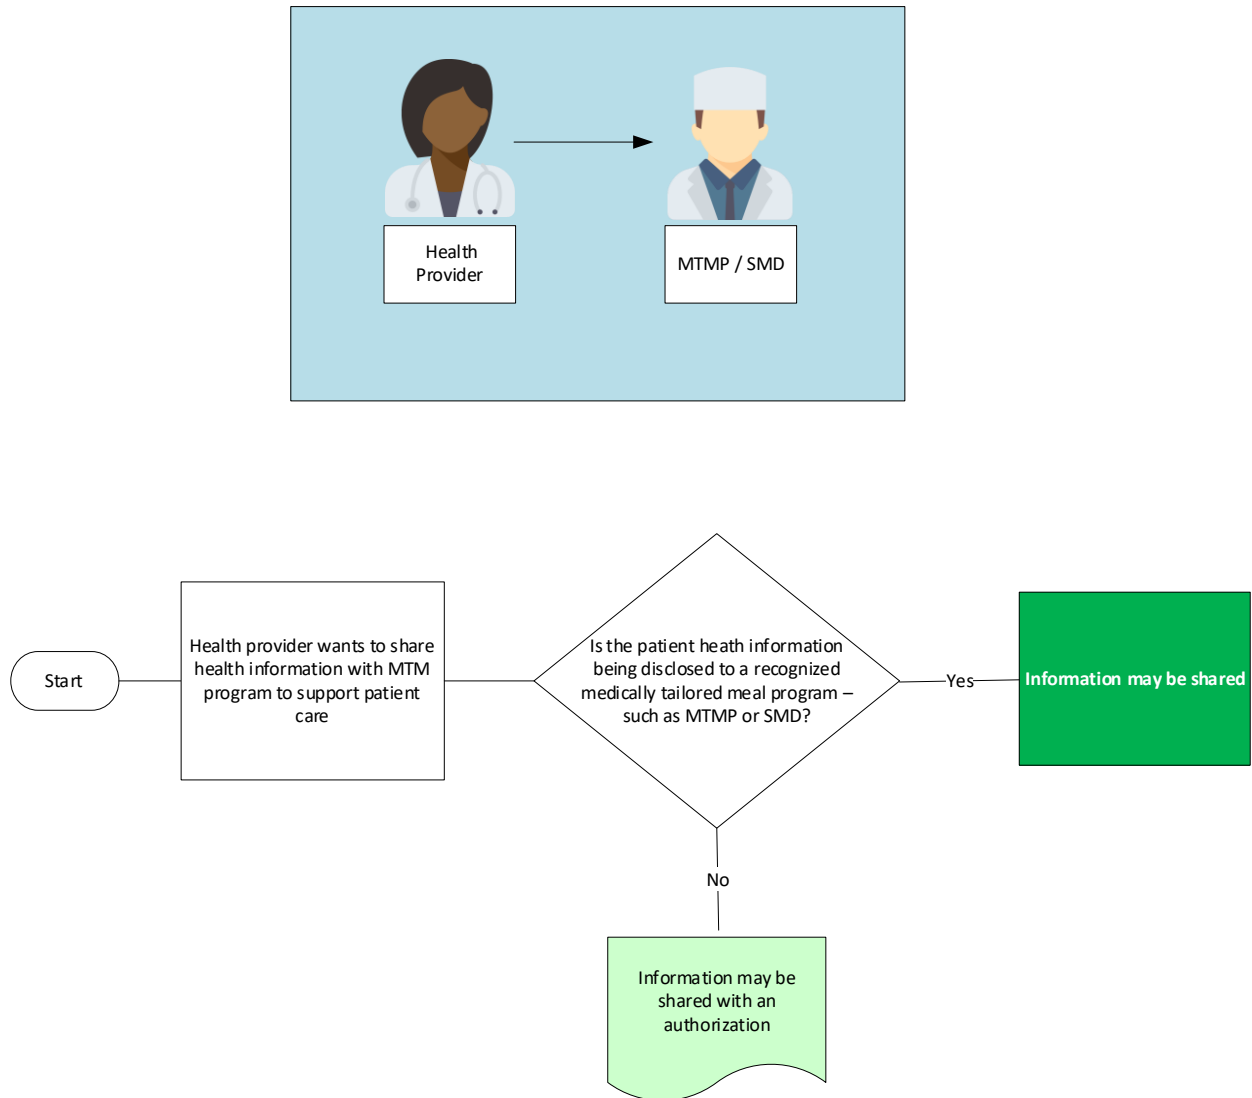 Health
Provider
MTMP / SMD
Start
Health provider wants to share
health information with MTM
program to support patient
care
Is the patient heath information
being disclosed to a recognized
medically tailored meal program –
such as MTMP or SMD?
Yes
Information may be shared
No
Information may be
shared with an
authorization